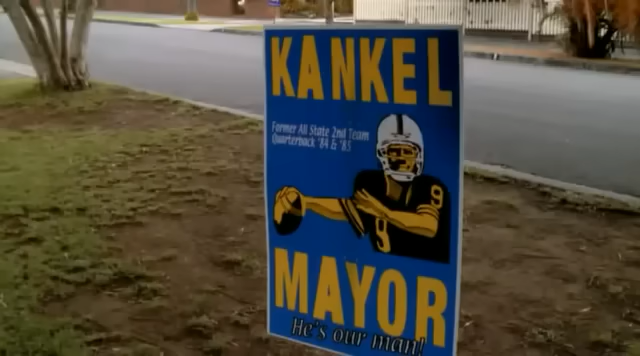 KANKEL
Former All State 2nd Team
Quarterback '84 & '85
9
9
MAYOR
He's our man!